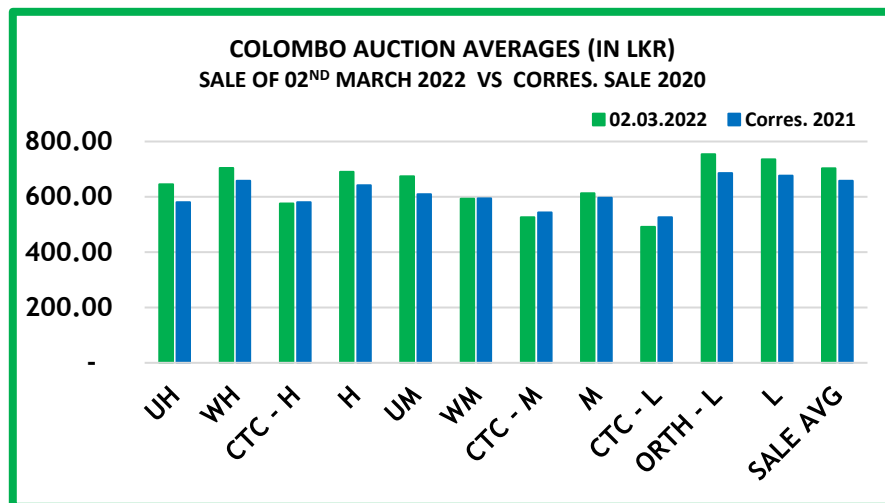 COLOMBO AUCTION AVERAGES (IN LKR)
SALE OF 02ND MARCH 2022 VS CORRES. SALE 2020
02.03.2022 Corres. 2021
800.00
600.00
400.00
200.00
-
UH
WH
CTC - H
H
UM
WM
CTC - M
M
CTC - L
ORTH - L
L
SALE AVG